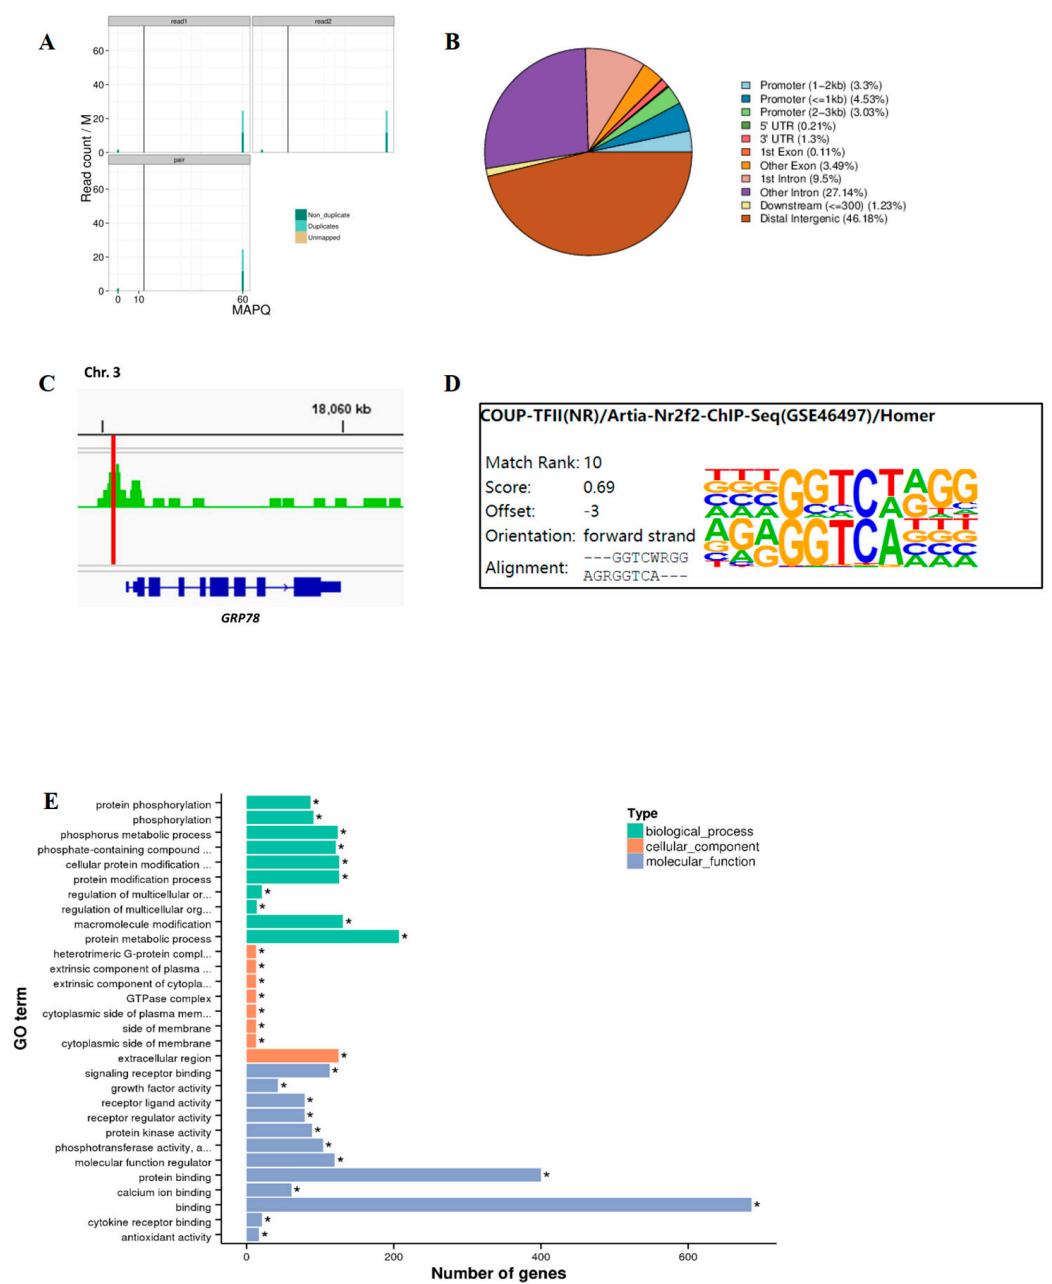 A
read1
read2
60
40
20
0
pair
60
40
20
0
0 10 60
MAPQ
Read count / M
Non_duplicate
Duplicates
Unmapped
B
Promoter (1-2kb) (3.3%)
Promoter (<=1kb) (4.53%)
Promoter (2-3kb) (3.03%)
5' UTR (0.21%)
3' UTR (1.3%)
1st Exon (0.11%)
Other Exon (3.49%)
1st Intron (9.5%)
Other Intron (27.14%)
Downstream (<=300) (1.23%)
Distal Intergenic (46.18%)
C
Chr. 3
18,060 kb
GRP78
D
COUP-TFII(NR)/Artia-Nr2f2-ChIP-Seq(GSE46497)/Homer
Match Rank: 10
Score: 0.69
Offset: -3
Orientation: forward strand
Alignment: ---GGTCWRGG
AGRGGTCA---
E
protein phosphorylation *
phosphorylation *
phosphorus metabolic process *
phosphate-containing compound ... *
cellular protein modification ... *
protein modification process *
regulation of multicellular or... *
regulation of multicellular org... *
macromolecule modification *
protein metabolic process *
heterotrimeric G-protein compl... *
extrinsic component of plasma ... *
extrinsic component of cytopla... *
GTPase complex *
cytoplasmic side of plasma mem... *
side of membrane *
cytoplasmic side of membrane *
extracellular region *
signaling receptor binding *
growth factor activity *
receptor ligand activity *
receptor regulator activity *
protein kinase activity *
phosphotransferase activity, a... *
molecular function regulator *
protein binding *
calcium ion binding *
binding *
cytokine receptor binding *
antioxidant activity *
0 200 400 600
Number of genes
GO term
Type
biological_process
cellular_component
molecular_function